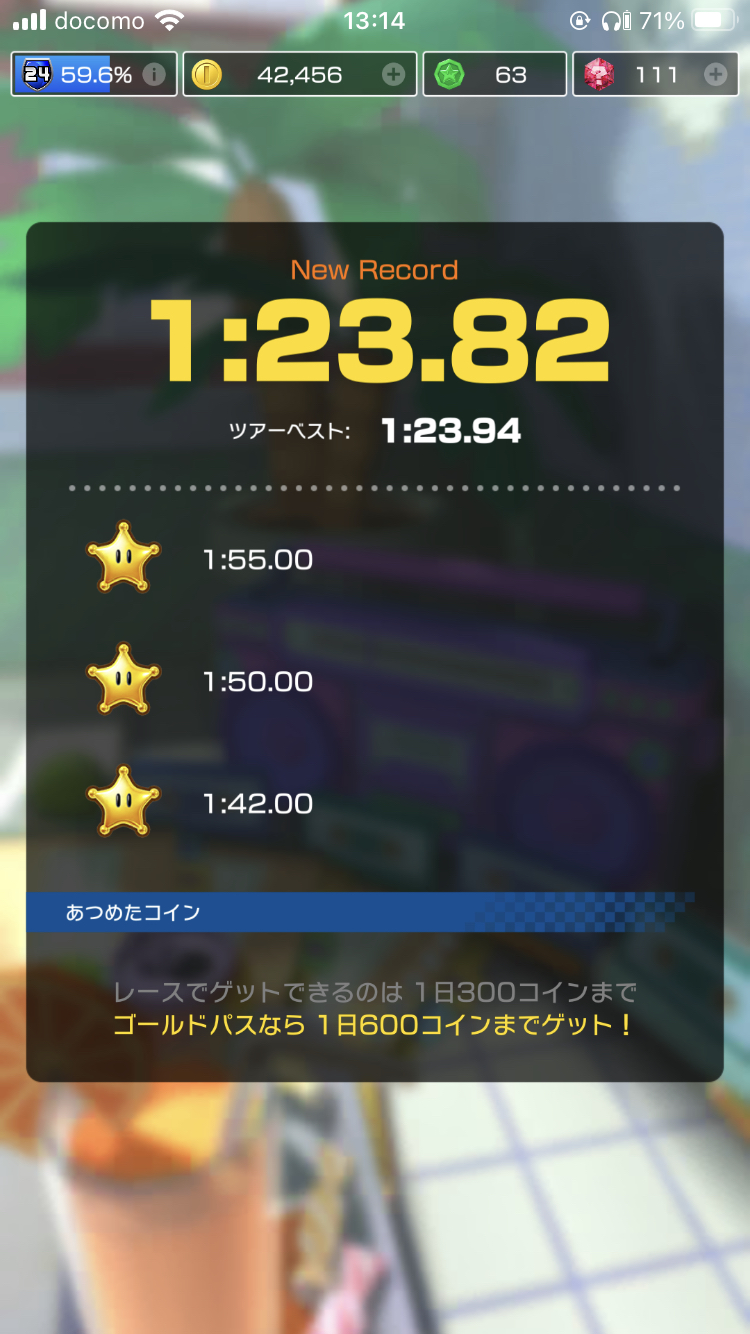 docomo 13:14 71%
24 59.6% i 42,456 + 63 ? 111 +
New Record
1:23.82
ツアーベスト: 1:23.94
1:55.00
1:50.00
1:42.00
あつめたコイン
レースでゲットできるのは 1日300コインまで
ゴールドパスなら 1日600コインまでゲット！